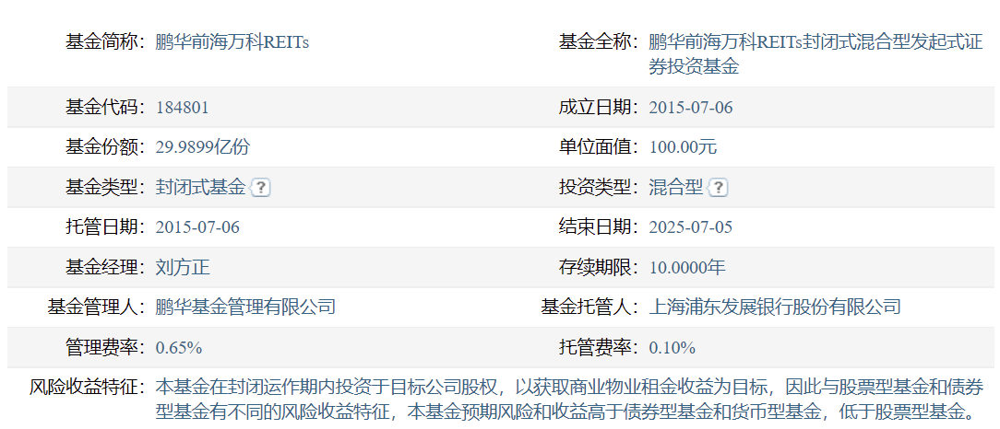 基金简称：鹏华前海万科REITs 基金全称：鹏华前海万科REITs封闭式混合型发起式证
券投资基金
基金代码：184801 成立日期：2015-07-06
基金份额：29.9899亿份 单位面值：100.00元
基金类型：封闭式基金 ? 投资类型：混合型 ?
托管日期：2015-07-06 结束日期：2025-07-05
基金经理：刘方正 存续期限：10.0000年
基金管理人：鹏华基金管理有限公司 基金托管人：上海浦东发展银行股份有限公司
管理费率：0.65% 托管费率：0.10%
风险收益特征：本基金在封闭运作期内投资于目标公司股权，以获取商业物业租金收益为目标，因此与股票型基金和债券
型基金有不同的风险收益特征，本基金预期风险和收益高于债券型基金和货币型基金，低于股票型基金。